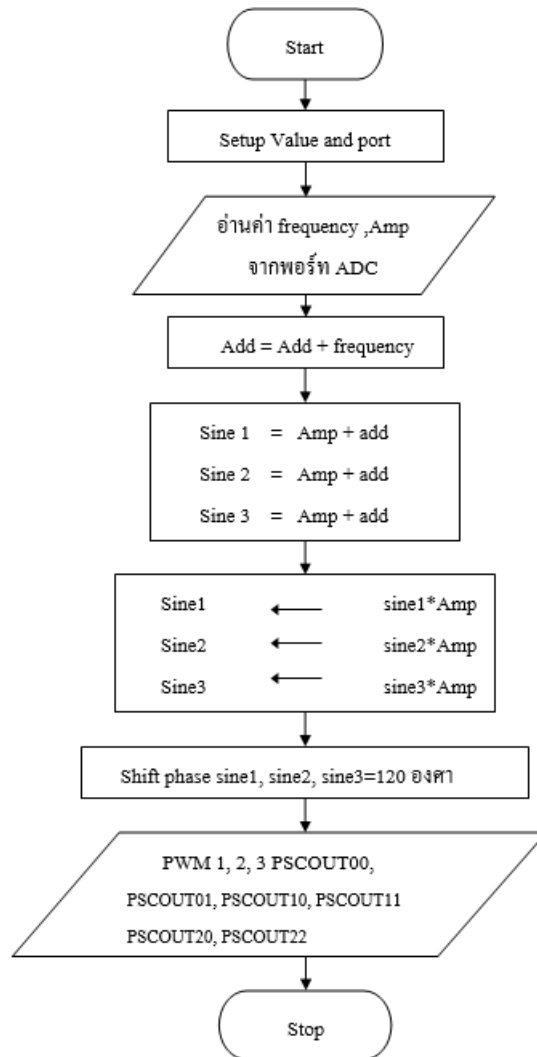 Start
Setup Value and port
อ่านค่า frequency ,Amp
จากพอร์ท ADC
Add = Add + frequency
Sine 1 = Amp + add
Sine 2 = Amp + add
Sine 3 = Amp + add
Sine1 ← sine1*Amp
Sine2 ← sine2*Amp
Sine3 ← sine3*Amp
Shift phase sine1, sine2, sine3=120 องศา
PWM 1, 2, 3 PSCOUT00,
PSCOUT01, PSCOUT10, PSCOUT11
PSCOUT20, PSCOUT22
Stop